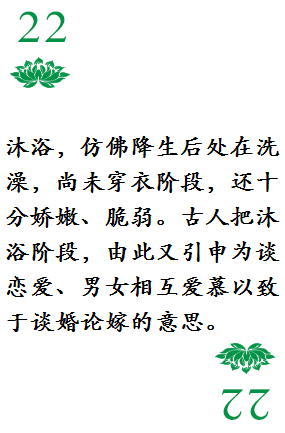 22
沐浴，仿佛降生后处在洗
澡，尚未穿衣阶段，还十
分娇嫩、脆弱。古人把沐
浴阶段，由此又引申为谈
恋爱、男女相互爱慕以致
于谈婚论嫁的意思。
22